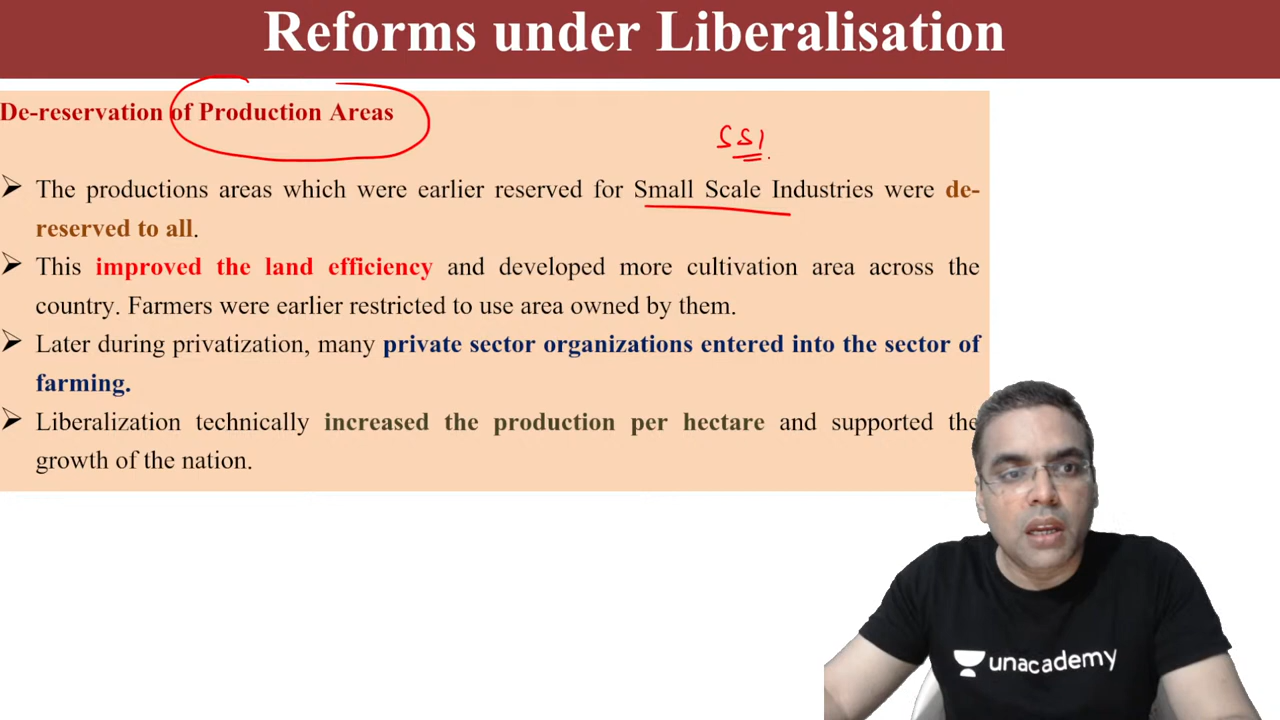 Reforms under Liberalisation
De-reservation of Production Areas
SSI
➢ The productions areas which were earlier reserved for Small Scale Industries were de-
reserved to all.
➢ This improved the land efficiency and developed more cultivation area across the
country. Farmers were earlier restricted to use area owned by them.
➢ Later during privatization, many private sector organizations entered into the sector of
farming.
➢ Liberalization technically increased the production per hectare and supported the
growth of the nation.
unacademy